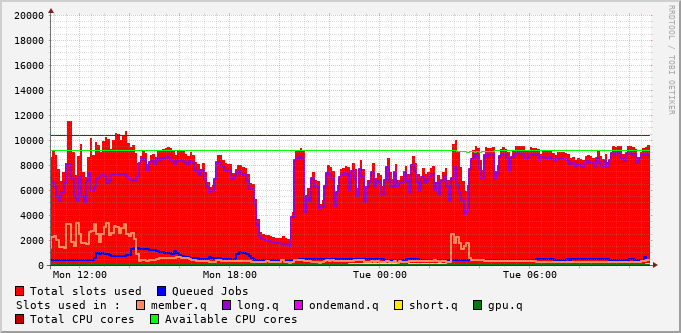 20000
18000
16000
14000
12000
10000
8000
6000
4000
2000
0
Mon 12:00 Mon 18:00 Tue 00:00 Tue 06:00
Total slots used Queued Jobs
Slots used in : member.q long.q ondemand.q short.q gpu.q
Total CPU cores Available CPU cores
RRDTOOL / TOBI OETIKER